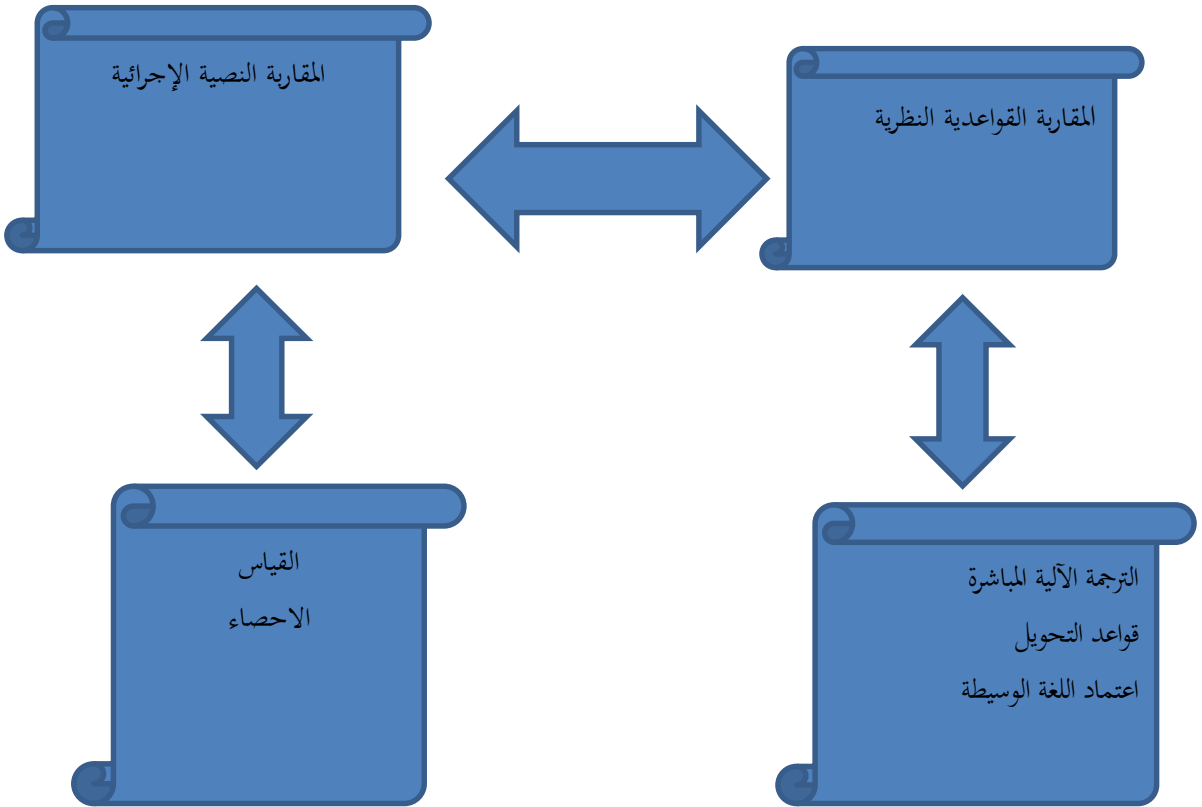 المقاربة القواعدية النظرية
المقاربة النصية الإجرائية
الترجمة الآلية المباشرة
قواعد التحويل
اعتماد اللغة الوسيطة
القياس
الاحصاء